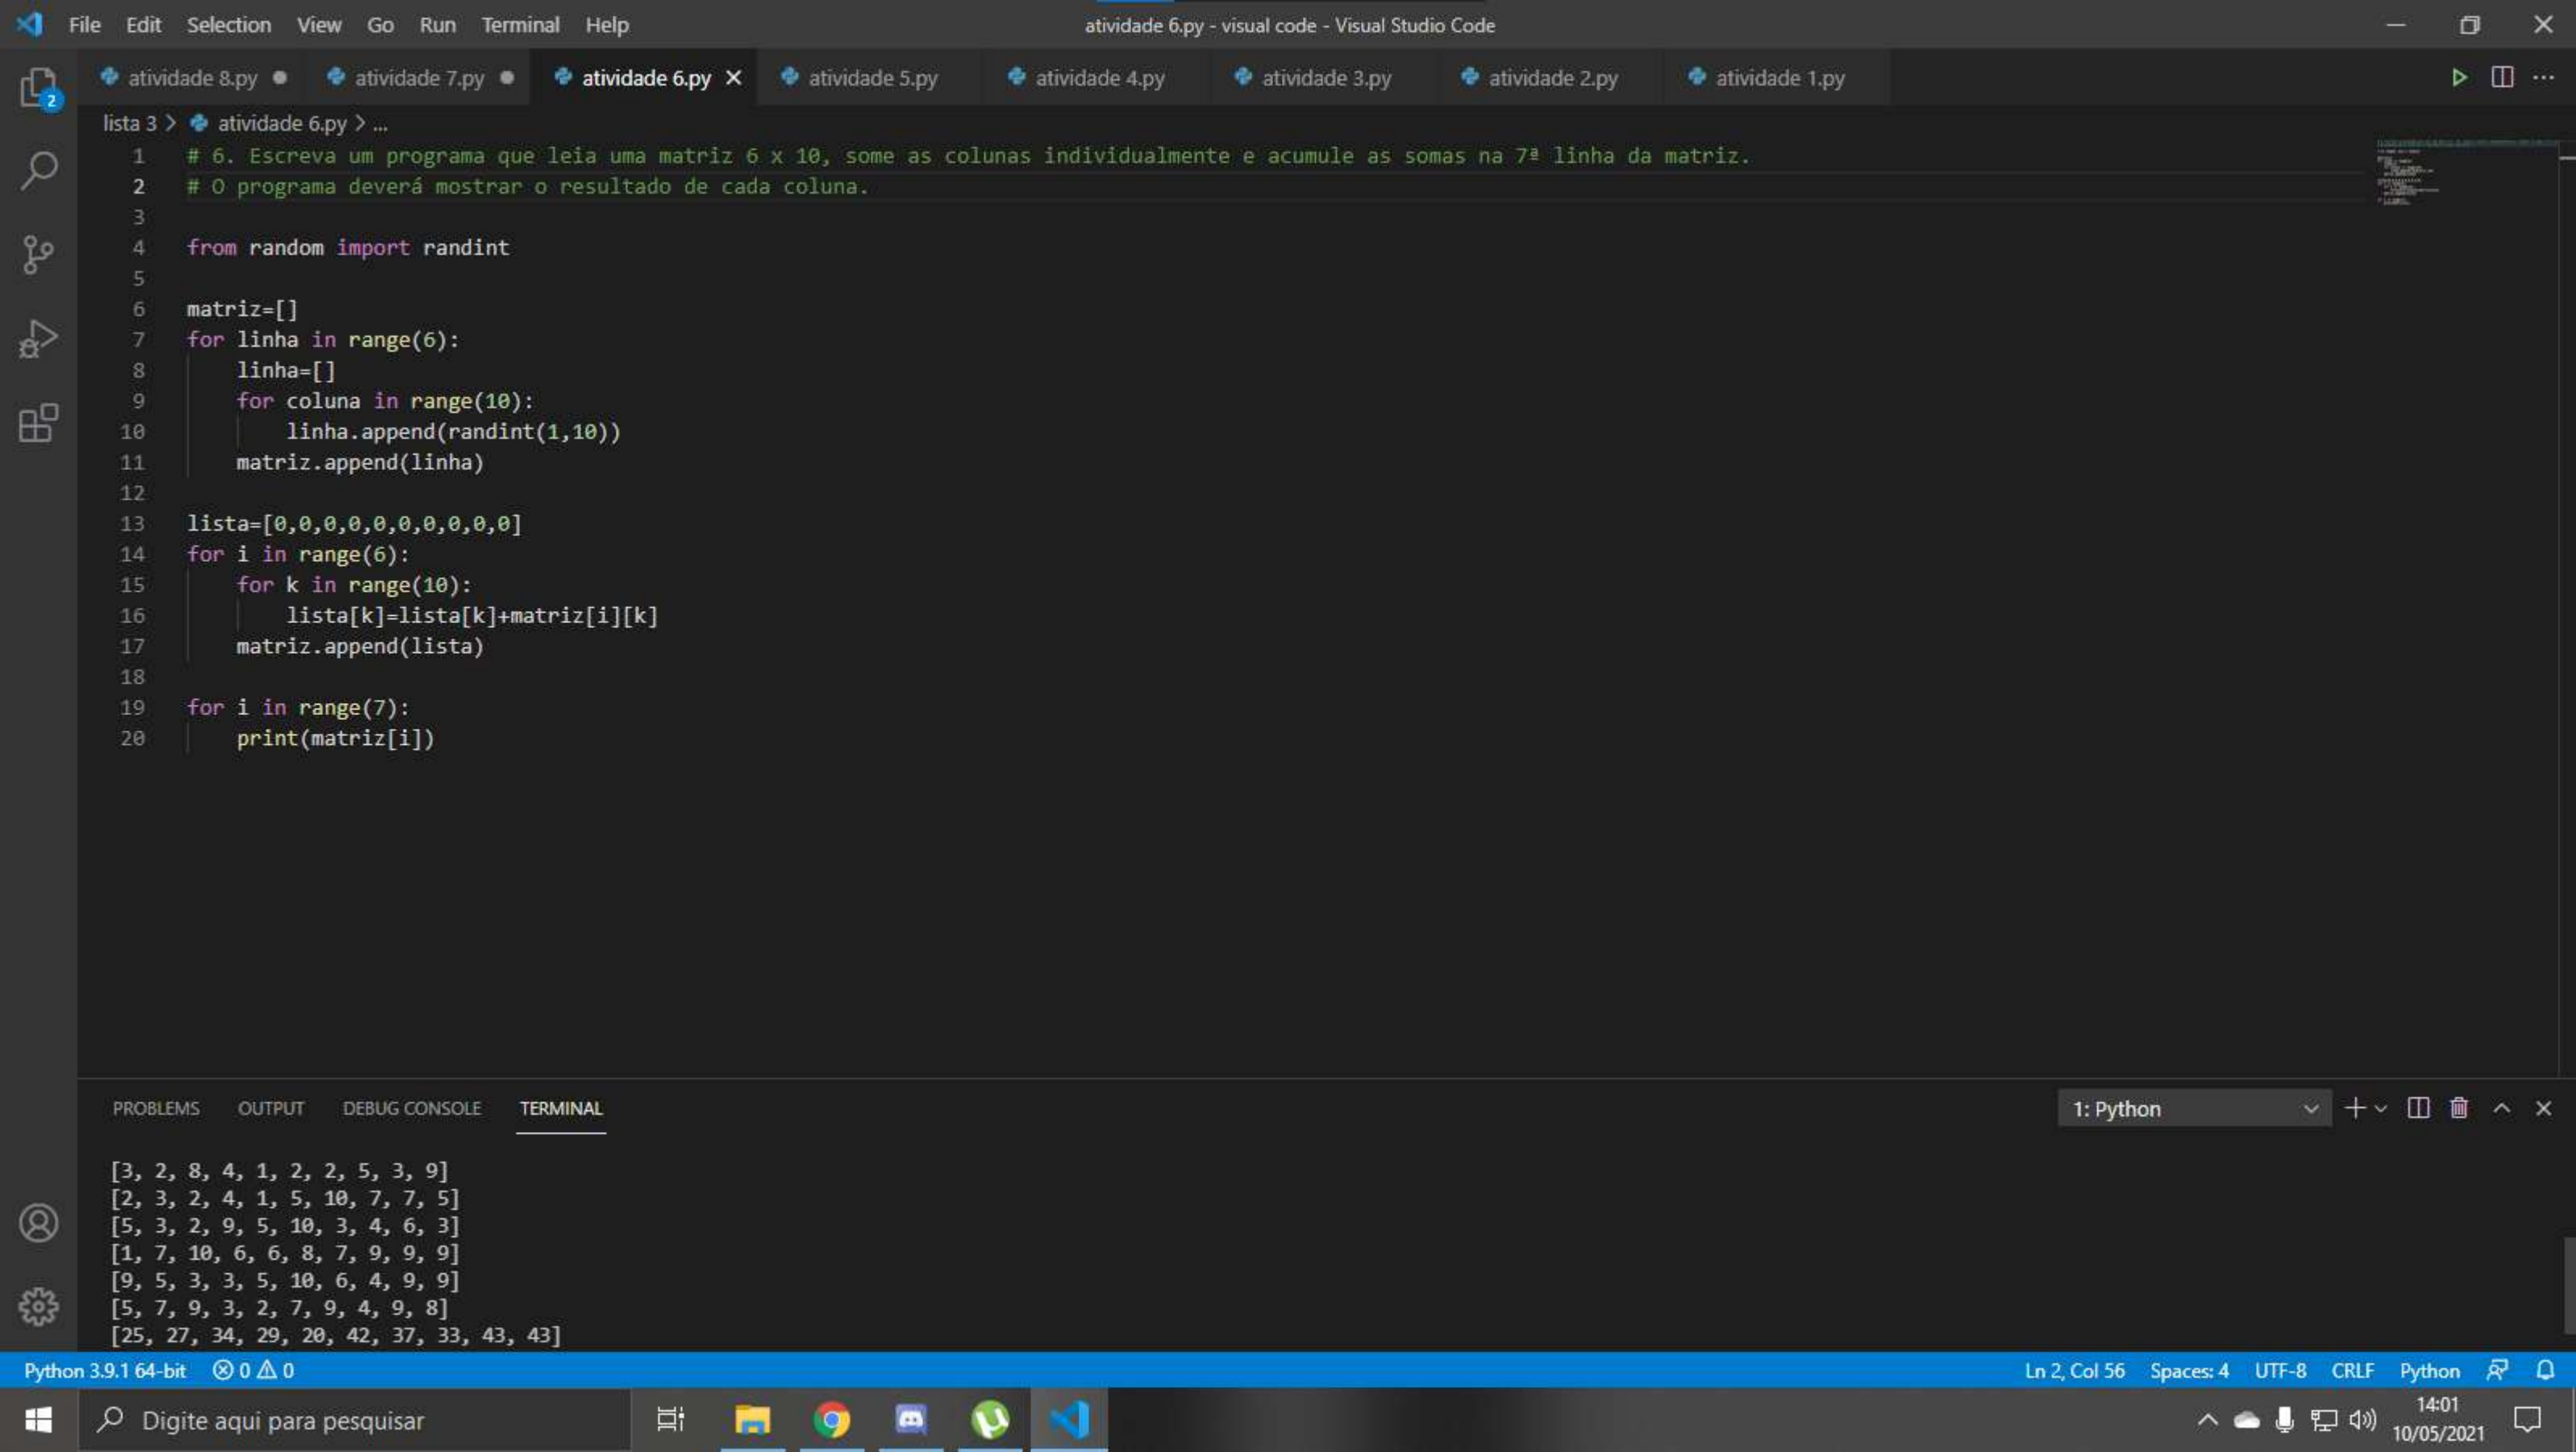 File Edit Selection View Go Run Terminal Help atividade 6.py - visual code - Visual Studio Code
atividade 8.py atividade 7.py atividade 6.py atividade 5.py atividade 4.py atividade 3.py atividade 2.py atividade 1.py
2
lista 3 > atividade 6.py > ...
1 # 6. Escreva um programa que leia uma matriz 6 x 10, some as colunas individualmente e acumule as somas na 7ª linha da matriz.
2 # O programa deverá mostrar o resultado de cada coluna.
3
4 from random import randint
5
6 matriz=[]
7 for linha in range(6):
8     linha=[]
9     for coluna in range(10):
10         linha.append(randint(1,10))
11     matriz.append(linha)
12
13 lista=[0,0,0,0,0,0,0,0,0,0]
14 for i in range(6):
15     for k in range(10):
16         lista[k]=lista[k]+matriz[i][k]
17     matriz.append(lista)
18
19 for i in range(7):
20     print(matriz[i])
PROBLEMS OUTPUT DEBUG CONSOLE TERMINAL 1: Python
[3, 2, 8, 4, 1, 2, 2, 5, 3, 9]
[2, 3, 2, 4, 1, 5, 10, 7, 7, 5]
[5, 3, 2, 9, 5, 10, 3, 4, 6, 3]
[1, 7, 10, 6, 6, 8, 7, 9, 9, 9]
[9, 5, 3, 3, 5, 10, 6, 4, 9, 9]
[5, 7, 9, 3, 2, 7, 9, 4, 9, 8]
[25, 27, 34, 29, 20, 42, 37, 33, 43, 43]
Python 3.9.1 64-bit 0 0 Ln 2, Col 56 Spaces: 4 UTF-8 CRLF Python
Digite aqui para pesquisar
14:01
10/05/2021